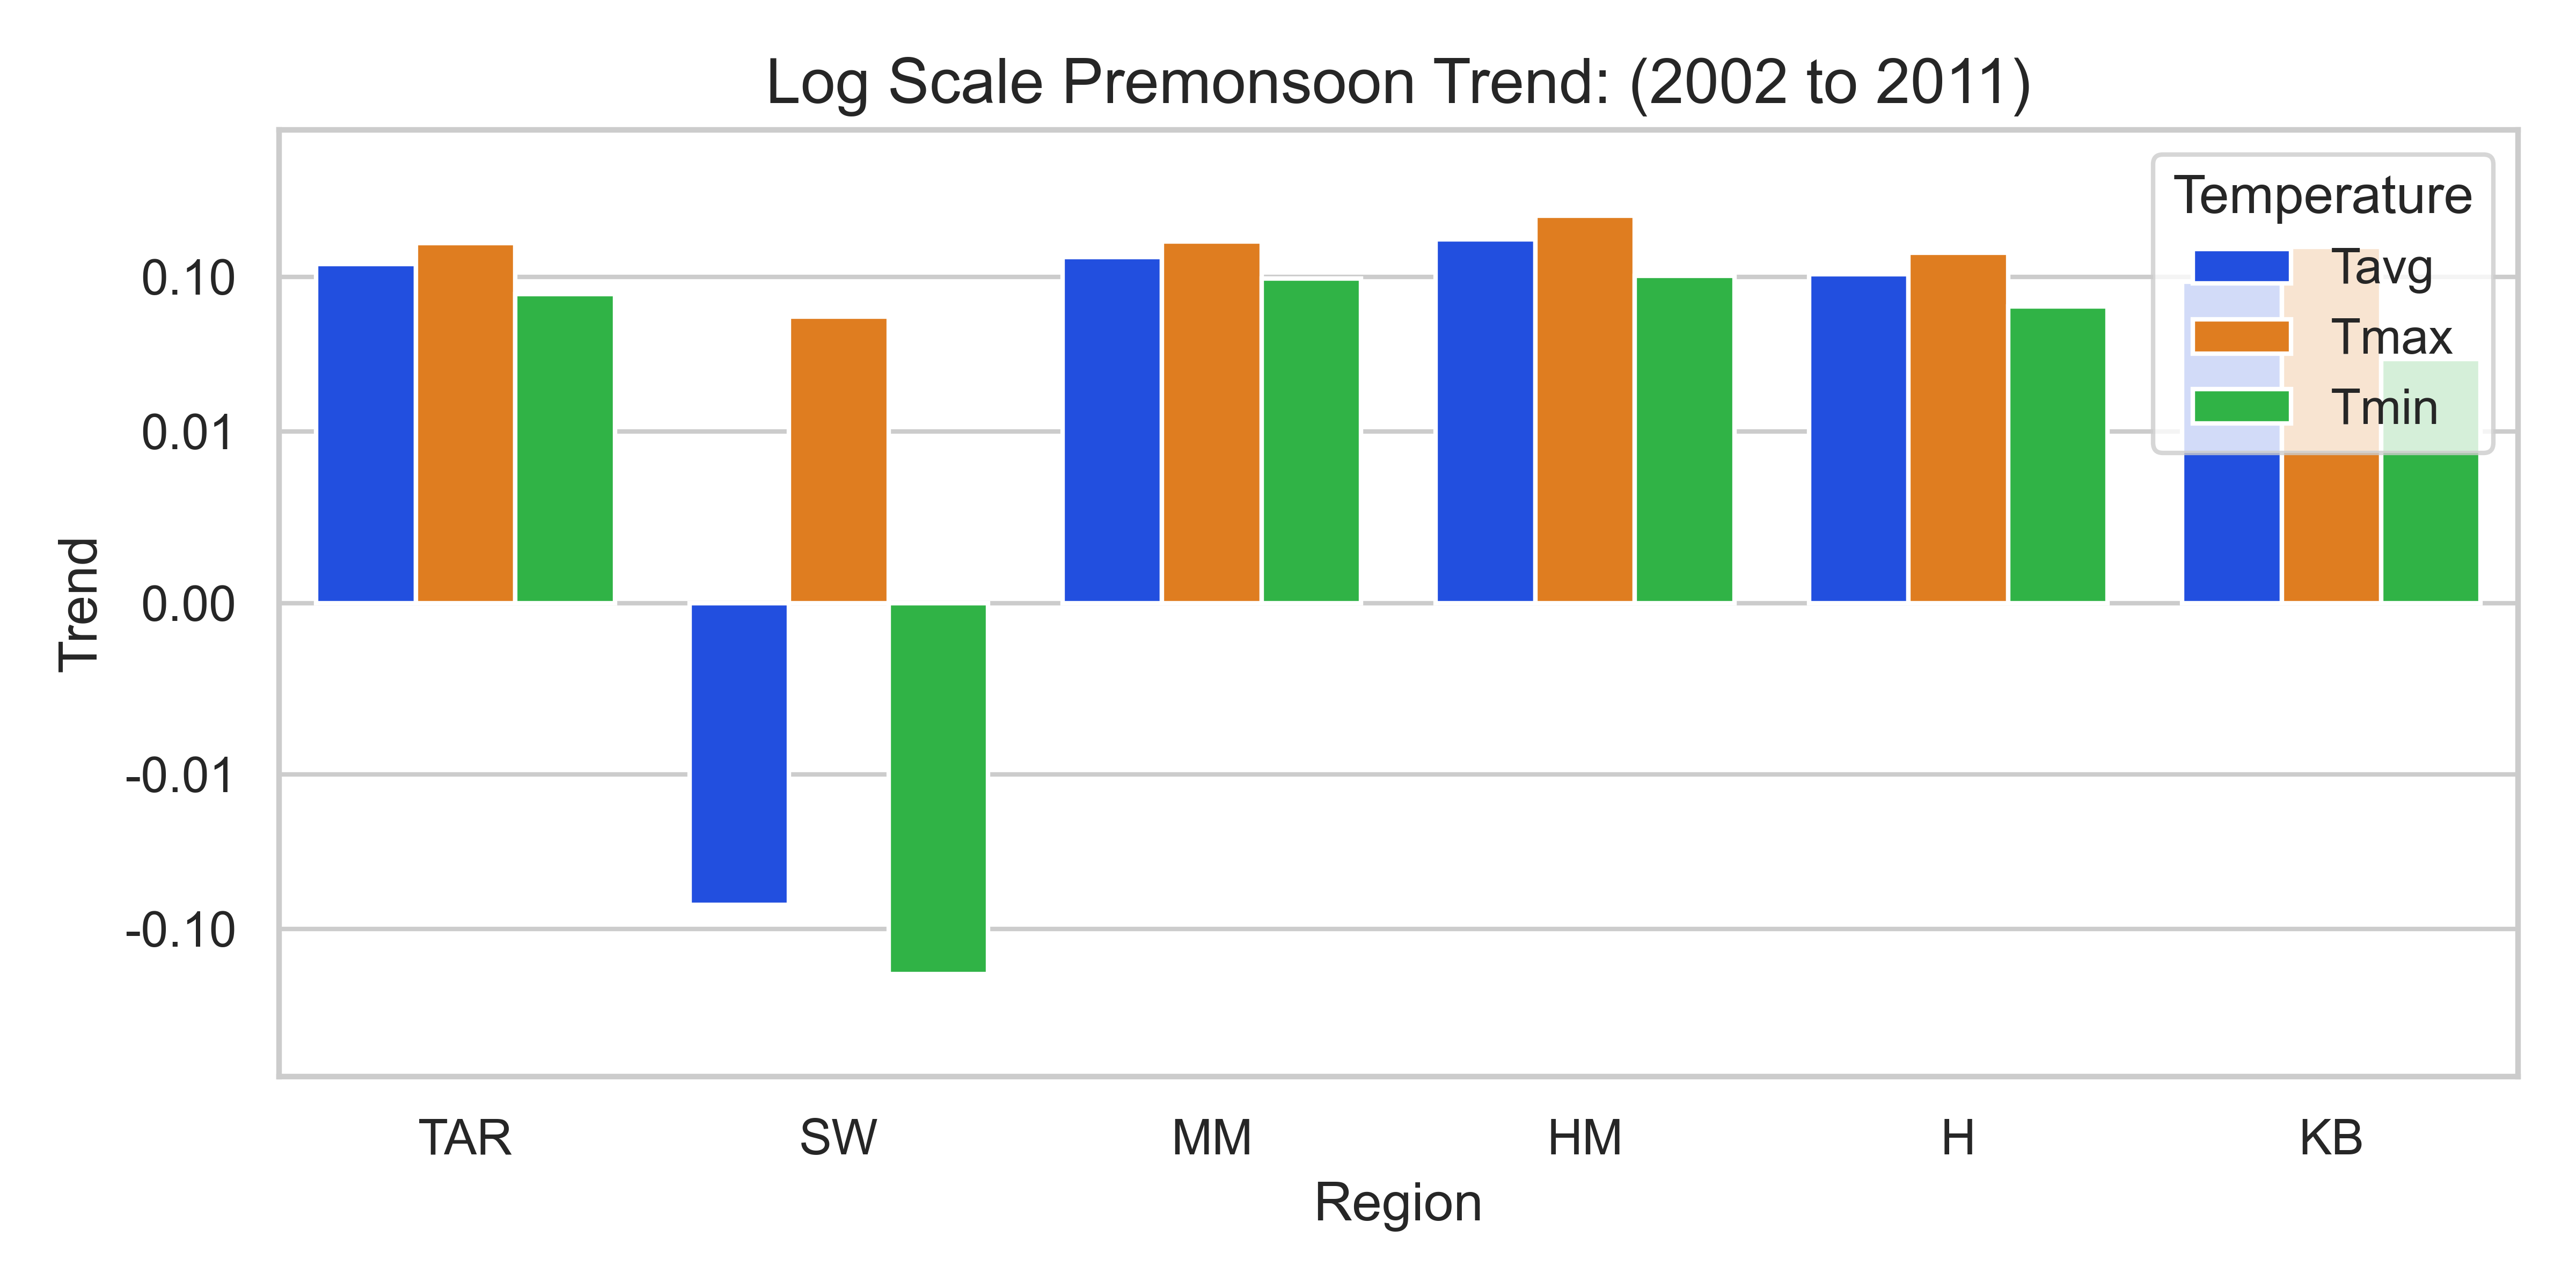 Log Scale Premonsoon Trend: (2002 to 2011)
Temperature
Tavg
Tmax
Tmin
0.10
0.01
0.00
-0.01
-0.10
Trend
TAR SW MM HM H KB
Region